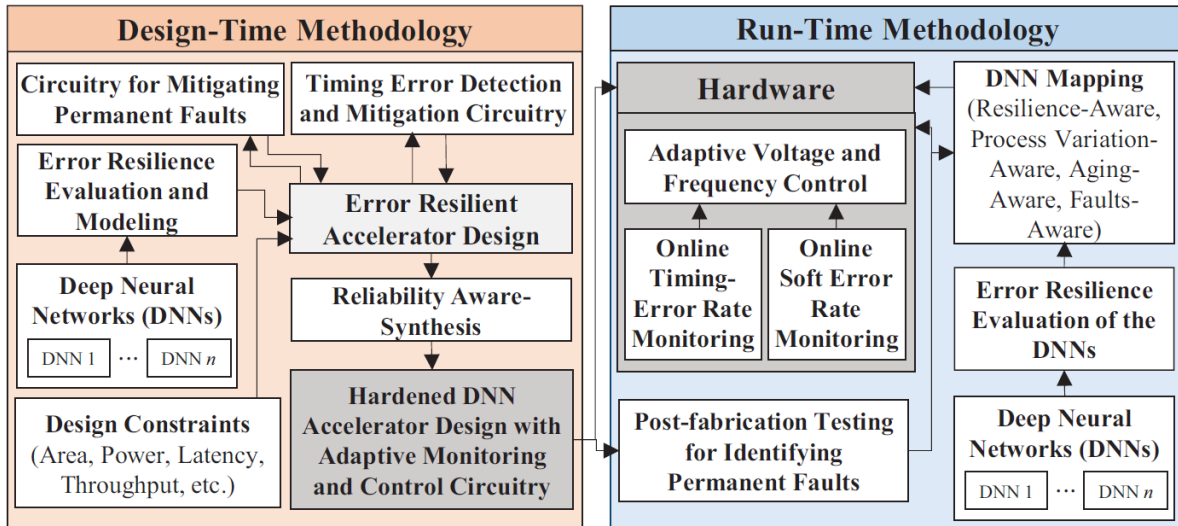 Design-Time Methodology
Circuitry for Mitigating
Permanent Faults
Timing Error Detection
and Mitigation Circuitry
Error Resilience
Evaluation and
Modeling
Error Resilient
Accelerator Design
Deep Neural
Networks (DNNs)
DNN 1 ... DNN n
Reliability Aware-
Synthesis
Design Constraints
(Area, Power, Latency,
Throughput, etc.)
Hardened DNN
Accelerator Design with
Adaptive Monitoring
and Control Circuitry
Run-Time Methodology
Hardware
Adaptive Voltage and
Frequency Control
Online
Timing-
Error Rate
Monitoring
Online
Soft Error
Rate
Monitoring
Post-fabrication Testing
for Identifying
Permanent Faults
DNN Mapping
(Resilience-Aware,
Process Variation-
Aware, Aging-
Aware, Faults-
Aware)
Error Resilience
Evaluation of the
DNNs
Deep Neural
Networks (DNNs)
DNN 1 ... DNN n